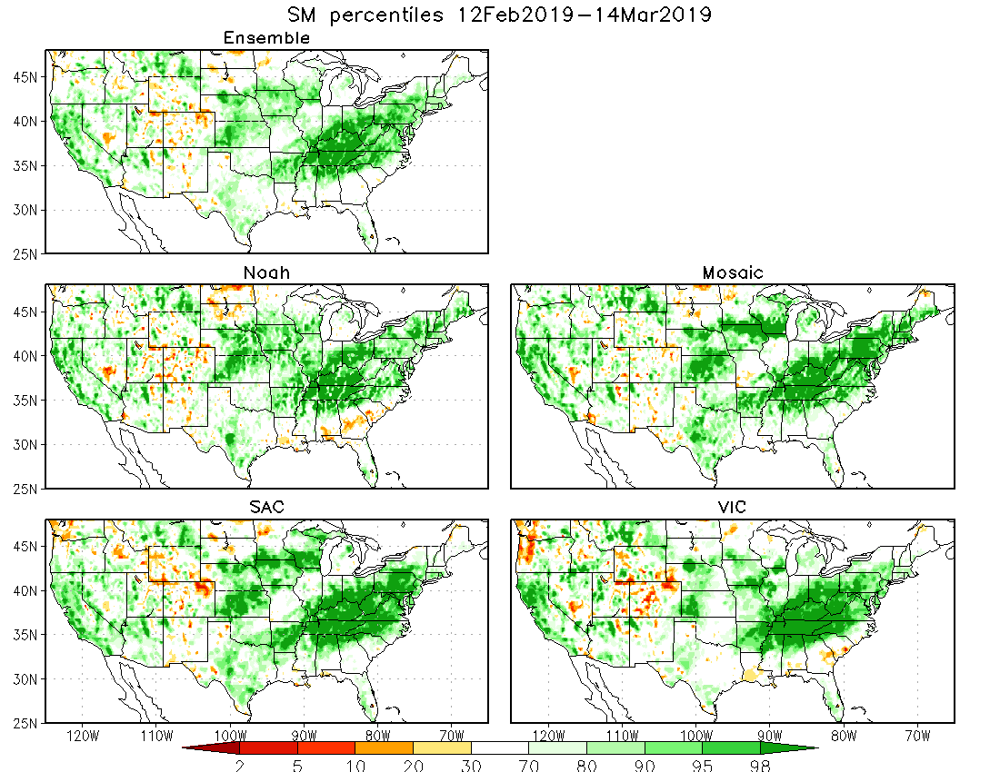 SM percentiles 12Feb2019-14Mar2019
Ensemble
45N
40N
35N
30N
25N
Noah
Mosaic
45N
40N
35N
30N
25N
SAC
VIC
45N
40N
35N
30N
25N
120W 110W 100W 90W 80W 70W
120W 110W 100W 90W 80W 70W
2 5 10 20 30 70 80 90 95 98